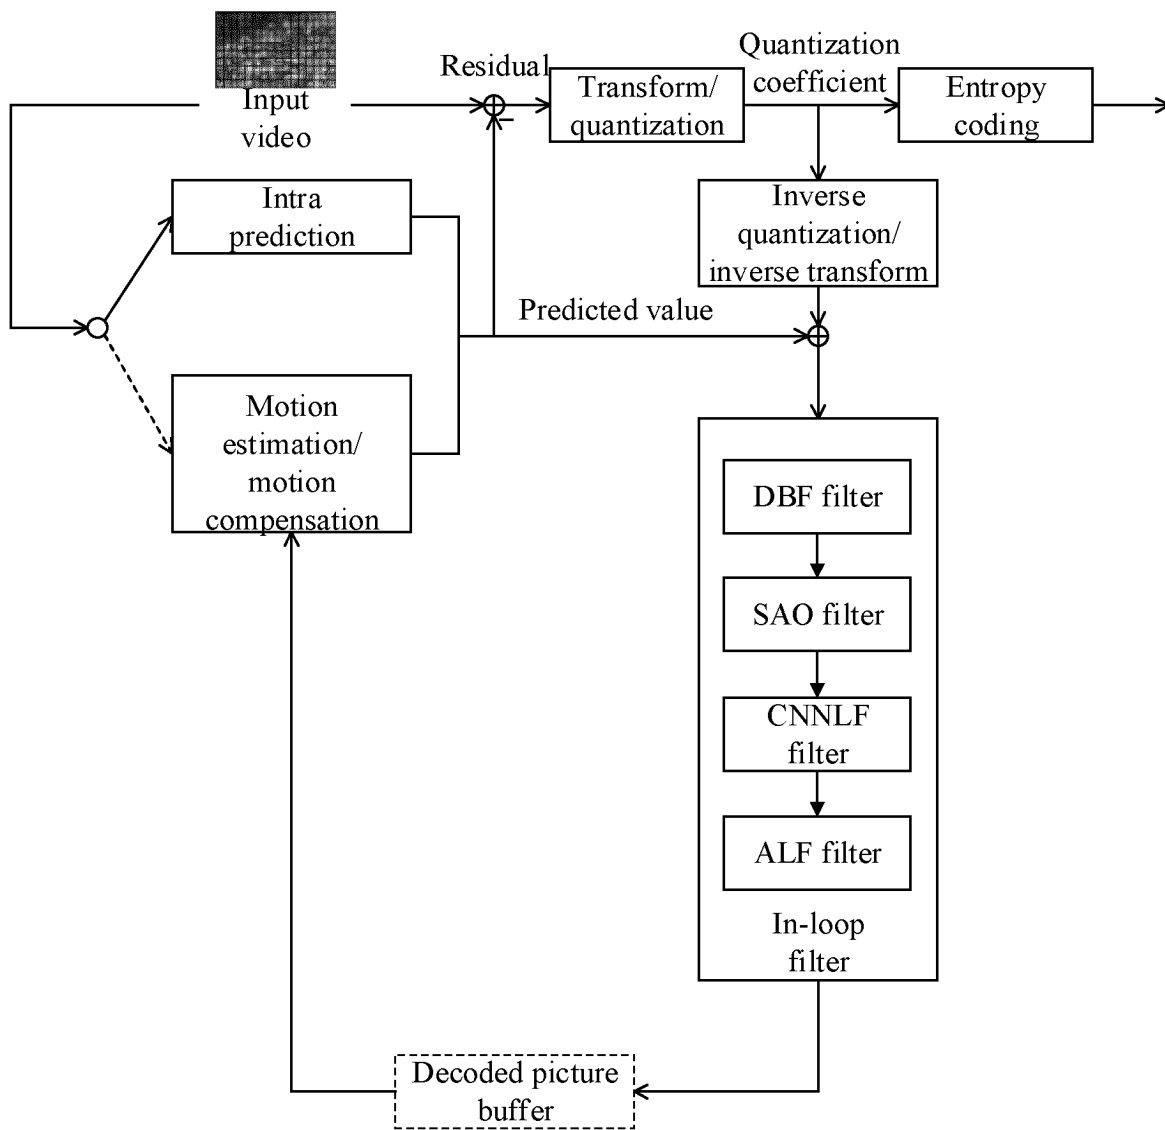 Residual
Input
video
Transform/
quantization
Quantization
coefficient
Entropy
coding
Intra
prediction
Inverse
quantization/
inverse transform
Predicted value
Motion
estimation/
motion
compensation
DBF filter
SAO filter
CNNLF
filter
ALF filter
In-loop
filter
Decoded picture
buffer